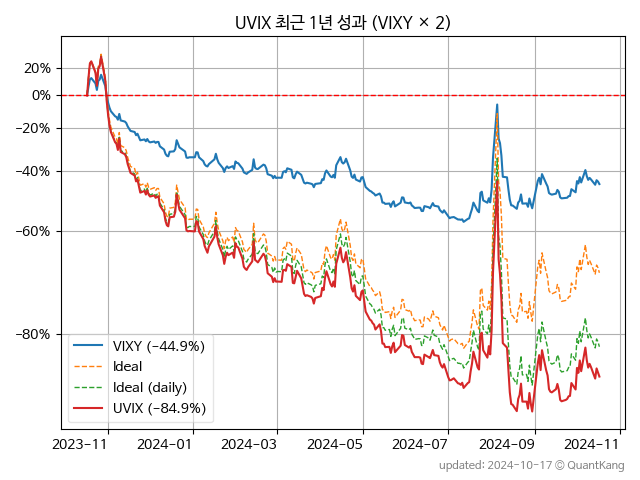 UVIX 최근 1년 성과 (VIXY × 2)
20%
0%
−20%
−40%
−60%
−80%
VIXY (−44.9%)
Ideal
Ideal (daily)
UVIX (−84.9%)
2023−11 2024−01 2024−03 2024−05 2024−07 2024−09 2024−11
updated: 2024-10-17 © QuantKang